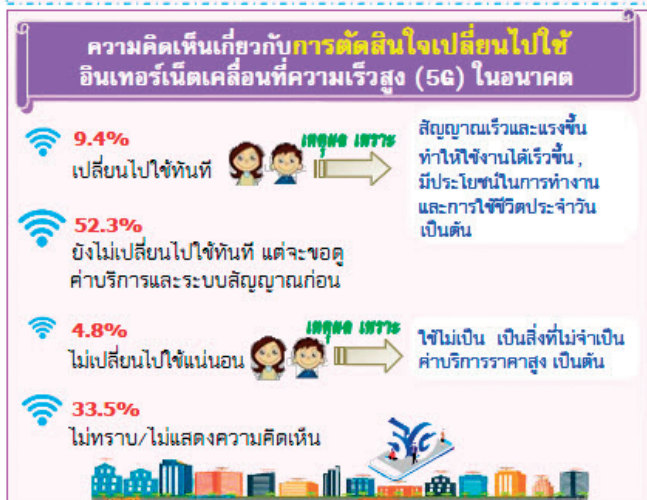 ความคิดเห็นเกี่ยวกับการตัดสินใจเปลี่ยนไปใช้
อินเทอร์เน็ตเคลื่อนที่ความเร็วสูง (5G) ในอนาคต
9.4%
เปลี่ยนไปใช้ทันที
เหตุผล เพราะ
สัญญาณเร็วและแรงขึ้น
ทำให้ใช้งานได้เร็วขึ้น ,
มีประโยชน์ในการทำงาน
และการใช้ชีวิตประจำวัน
เป็นต้น
52.3%
ยังไม่เปลี่ยนไปใช้ทันที แต่จะขอดู
ค่าบริการและระบบสัญญาณก่อน
4.8%
ไม่เปลี่ยนไปใช้แน่นอน
เหตุผล เพราะ
ใช้ไม่เป็น เป็นสิ่งที่ไม่จำเป็น
ค่าบริการราคาสูง เป็นต้น
33.5%
ไม่ทราบ/ไม่แสดงความคิดเห็น
5G